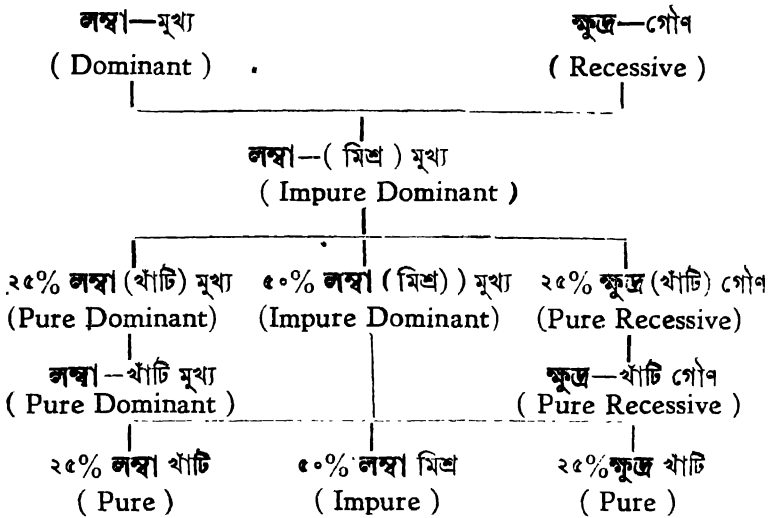 লম্বা—মুখ্য ক্ষুদ্র—গৌণ
( Dominant ) ( Recessive )
লম্বা—( মিশ্র ) মুখ্য
( Impure Dominant )
২৫% লম্বা (খাঁটি) মুখ্য ৫০% লম্বা ( মিশ্র) ) মুখ্য ২৫% ক্ষুদ্র (খাঁটি) গৌণ
(Pure Dominant) (Impure Dominant) (Pure Recessive)
লম্বা—খাঁটি মুখ্য ক্ষুদ্র—খাঁটি গৌণ
( Pure Dominant ) ( Pure Recessive )
২৫% লম্বা খাঁটি ৫০% লম্বা মিশ্র ২৫% ক্ষুদ্র খাঁটি
( Pure ) ( Impure ) ( Pure )